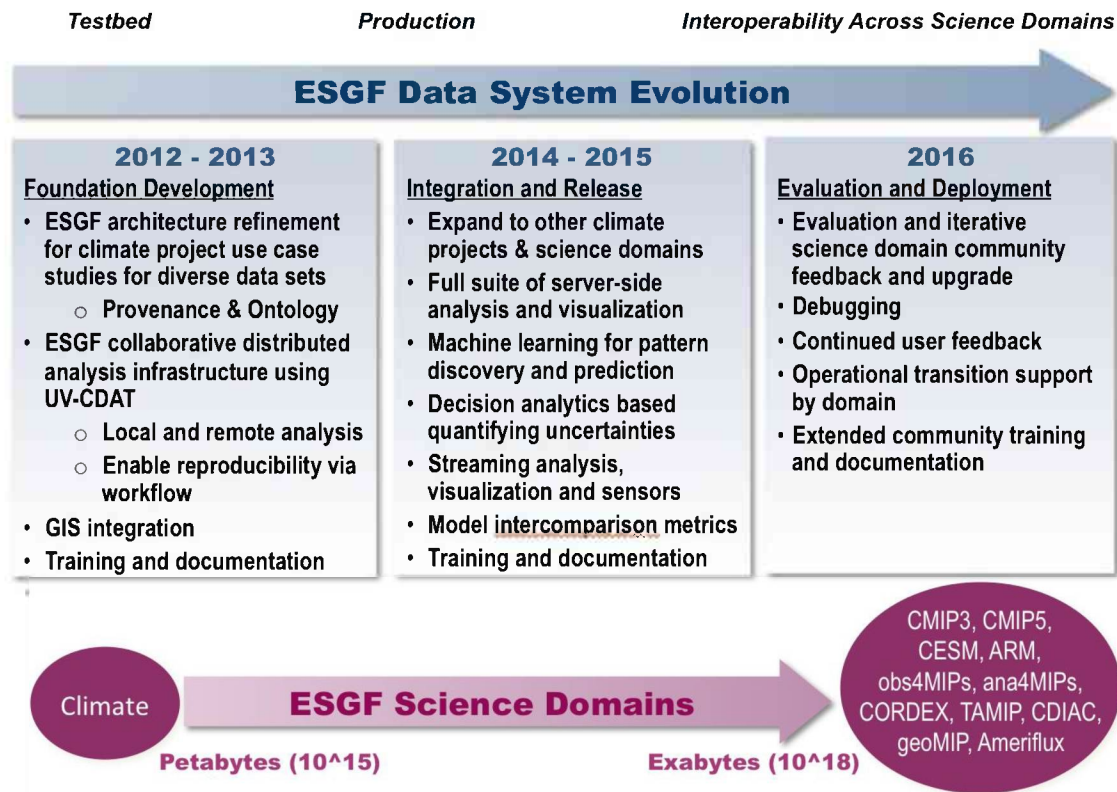 Testbed Production Interoperability Across Science Domains
ESGF Data System Evolution
2012 - 2013
Foundation Development
• ESGF architecture refinement
for climate project use case
studies for diverse data sets
○ Provenance & Ontology
• ESGF collaborative distributed
analysis infrastructure using
UV-CDAT
○ Local and remote analysis
○ Enable reproducibility via
workflow
• GIS integration
• Training and documentation
2014 - 2015
Integration and Release
• Expand to other climate
projects & science domains
• Full suite of server-side
analysis and visualization
• Machine learning for pattern
discovery and prediction
• Decision analytics based
quantifying uncertainties
• Streaming analysis,
visualization and sensors
• Model intercomparison metrics
• Training and documentation
2016
Evaluation and Deployment
• Evaluation and iterative
science domain community
feedback and upgrade
• Debugging
• Continued user feedback
• Operational transition support
by domain
• Extended community training
and documentation
Climate
ESGF Science Domains
Petabytes (10^15)
Exabytes (10^18)
CMIP3, CMIP5,
CESM, ARM,
obs4MIPs, ana4MIPs,
CORDEX, TAMIP, CDIAC,
geoMIP, Ameriflux